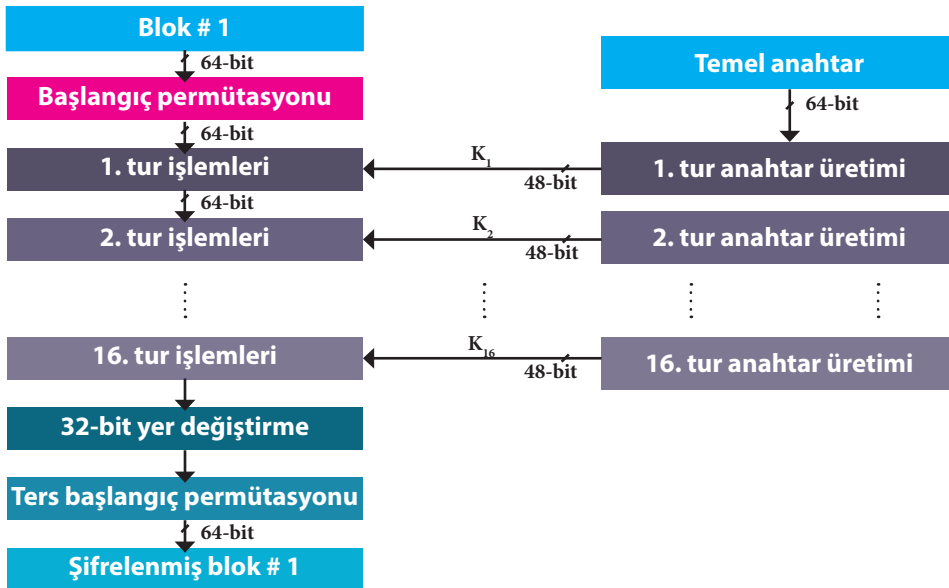 Blok # 1
64-bit
Temel anahtar
Başlangıç permütasyonu
64-bit
64-bit
1. tur işlemleri
K1
48-bit
1. tur anahtar üretimi
64-bit
2. tur işlemleri
K2
48-bit
2. tur anahtar üretimi
16. tur işlemleri
K16
48-bit
16. tur anahtar üretimi
32-bit yer değiştirme
Ters başlangıç permütasyonu
64-bit
Şifrelenmiş blok # 1